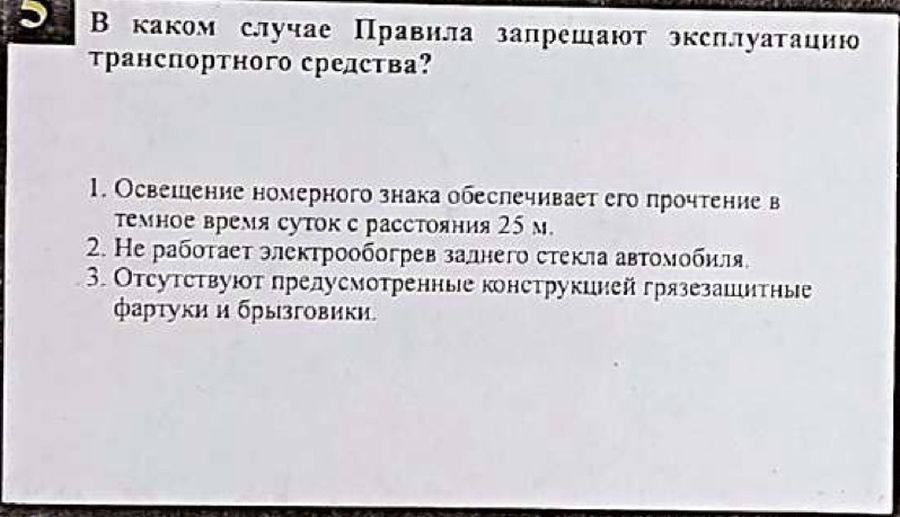 5
В каком случае Правила запрещают эксплуатацию
транспортного средства?
1. Освещение номерного знака обеспечивает его прочтение в
темное время суток с расстояния 25 м.
2. Не работает электрообогрев заднего стекла автомобиля.
3. Отсутствуют предусмотренные конструкцией грязезащитные
фартуки и брызговики.